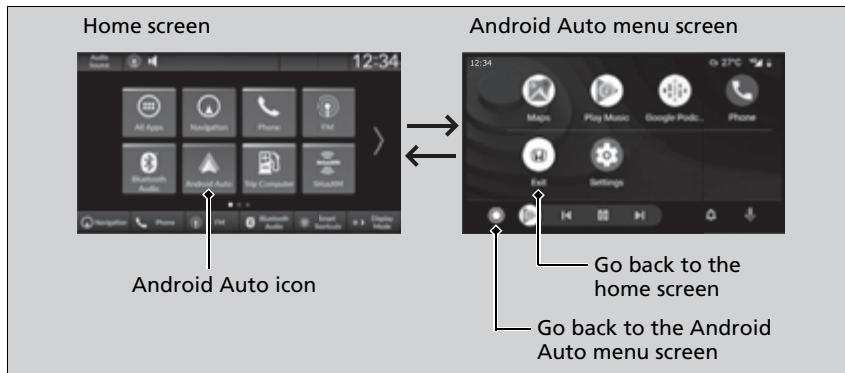 Home screen
Android Auto menu screen
Audio
Source
12:34
All Apps
Navigation
Phone
FM
Bluetooth
Audio
Android Auto
Trip Computer
SiriusXM
Navigation
Phone
FM
Bluetooth
Audio
Smart
Shortcuts
Display
Mode
12:34
27°C
Maps
Play Music
Google Podc...
Phone
Exit
Settings
Android Auto icon
Go back to the
home screen
Go back to the Android
Auto menu screen